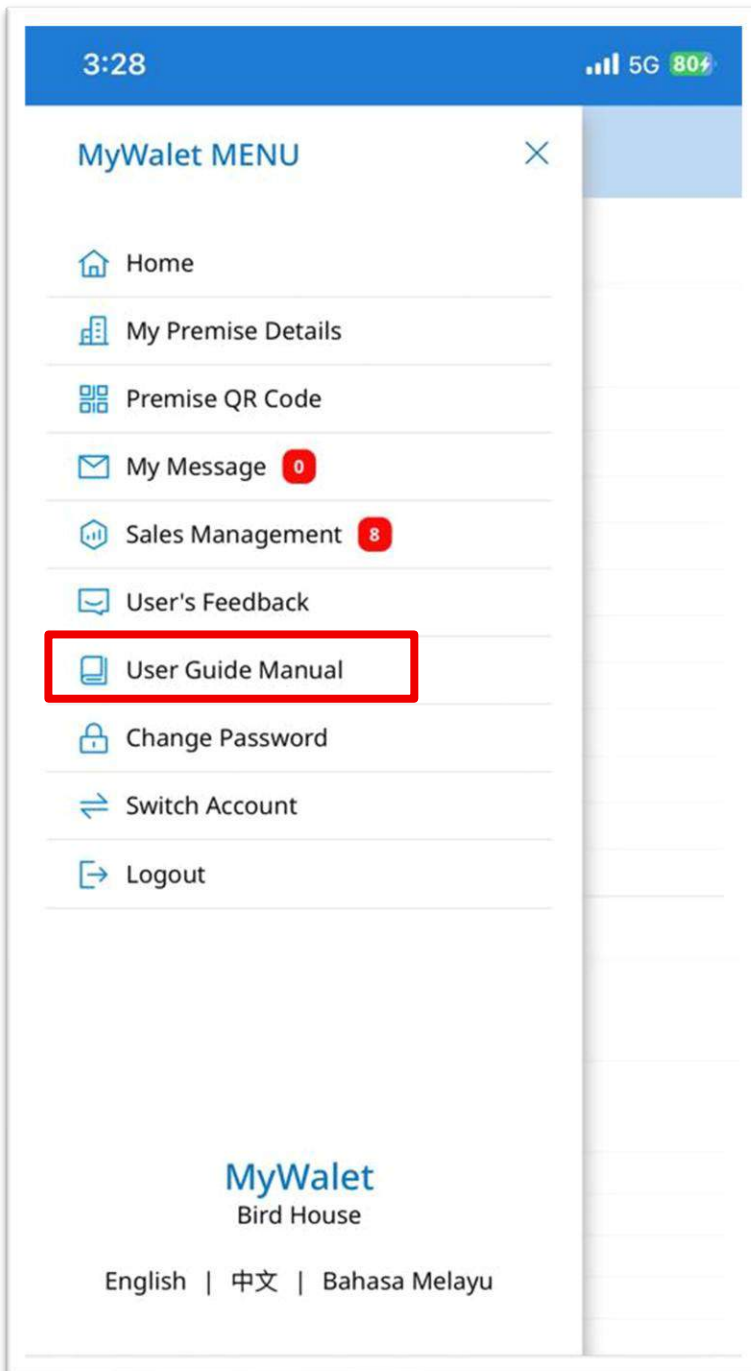 3:28 5G 80
MyWalet MENU
Home
My Premise Details
Premise QR Code
My Message 0
Sales Management 8
User's Feedback
User Guide Manual
Change Password
Switch Account
Logout
MyWalet
Bird House
English | 中文 | Bahasa Melayu